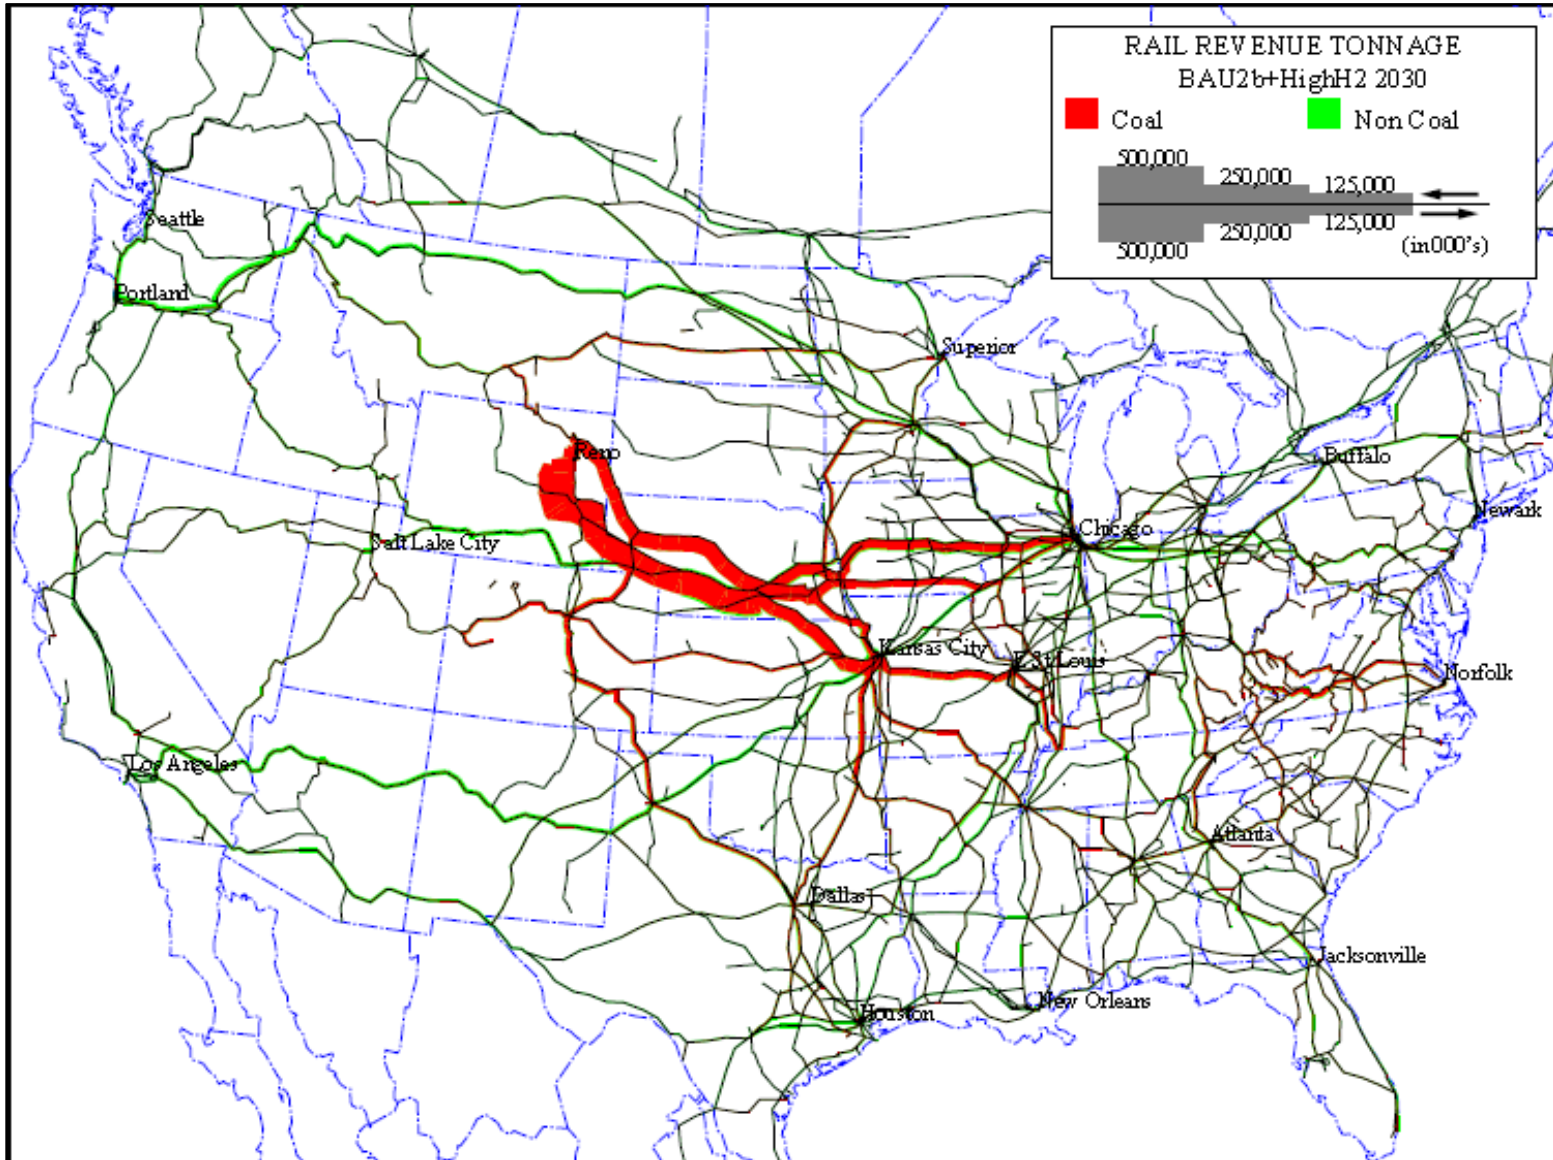 RAIL REVENUE TONNAGE
BAU2b+HighH2 2030
Coal
Non Coal
500,000
250,000
125,000
125,000
250,000
500,000
(in000's)
Seattle
Portland
Superior
Reno
Buffalo
Newark
Chicago
Salt Lake City
Kansas City
E St Louis
Norfolk
Los Angeles
Atlanta
Dallas
Jacksonville
New Orleans
Houston